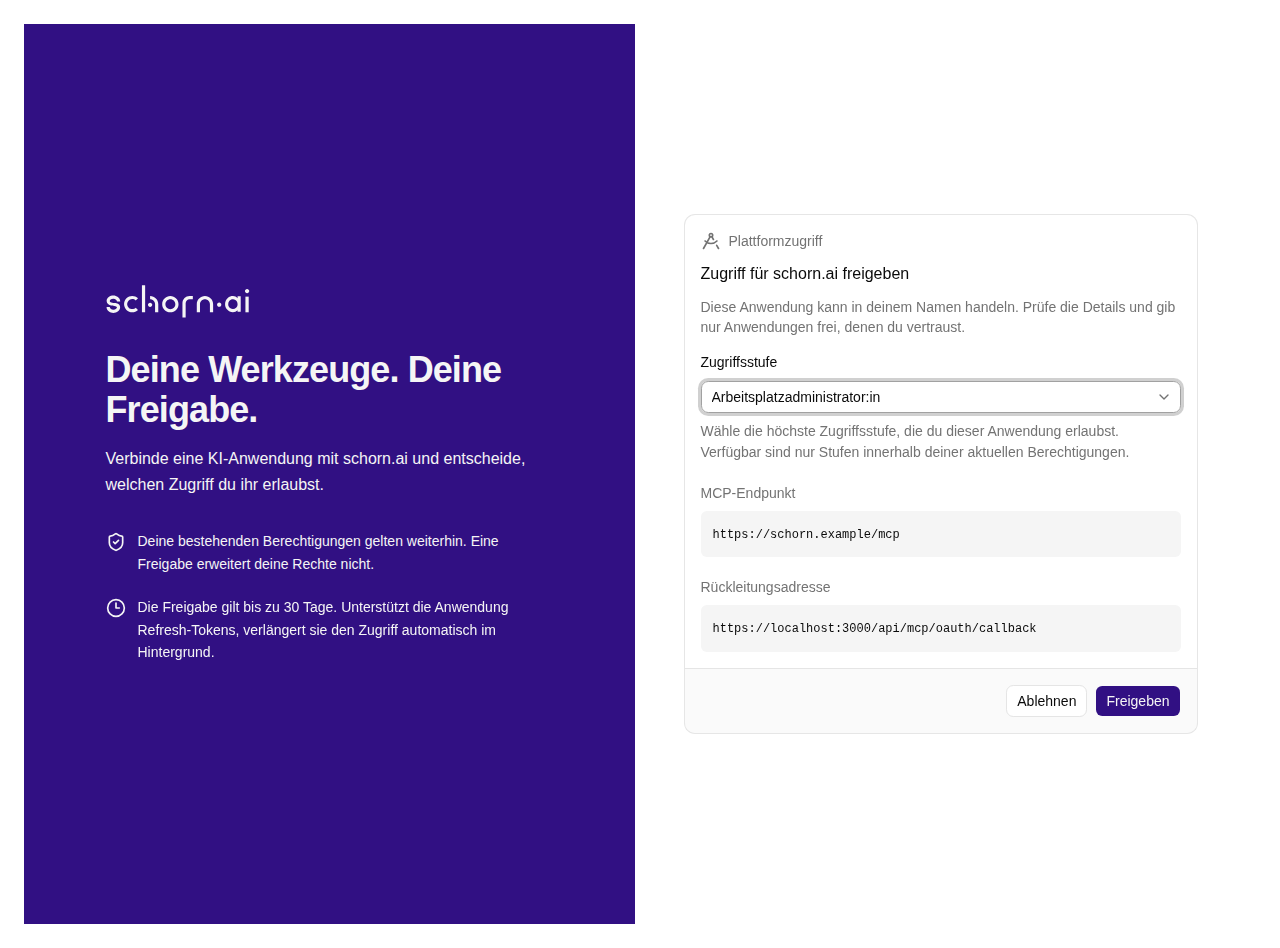 schorn.ai
Deine Werkzeuge. Deine
Freigabe.
Verbinde eine KI-Anwendung mit schorn.ai und entscheide,
welchen Zugriff du ihr erlaubst.
Deine bestehenden Berechtigungen gelten weiterhin. Eine
Freigabe erweitert deine Rechte nicht.
Die Freigabe gilt bis zu 30 Tage. Unterstützt die Anwendung
Refresh-Tokens, verlängert sie den Zugriff automatisch im
Hintergrund.
Plattformzugriff
Zugriff für schorn.ai freigeben
Diese Anwendung kann in deinem Namen handeln. Prüfe die Details und gib
nur Anwendungen frei, denen du vertraust.
Zugriffsstufe
Arbeitsplatzadministrator:in
Wähle die höchste Zugriffsstufe, die du dieser Anwendung erlaubst.
Verfügbar sind nur Stufen innerhalb deiner aktuellen Berechtigungen.
MCP-Endpunkt
https://schorn.example/mcp
Rückleitungsadresse
https://localhost:3000/api/mcp/oauth/callback
Ablehnen
Freigeben